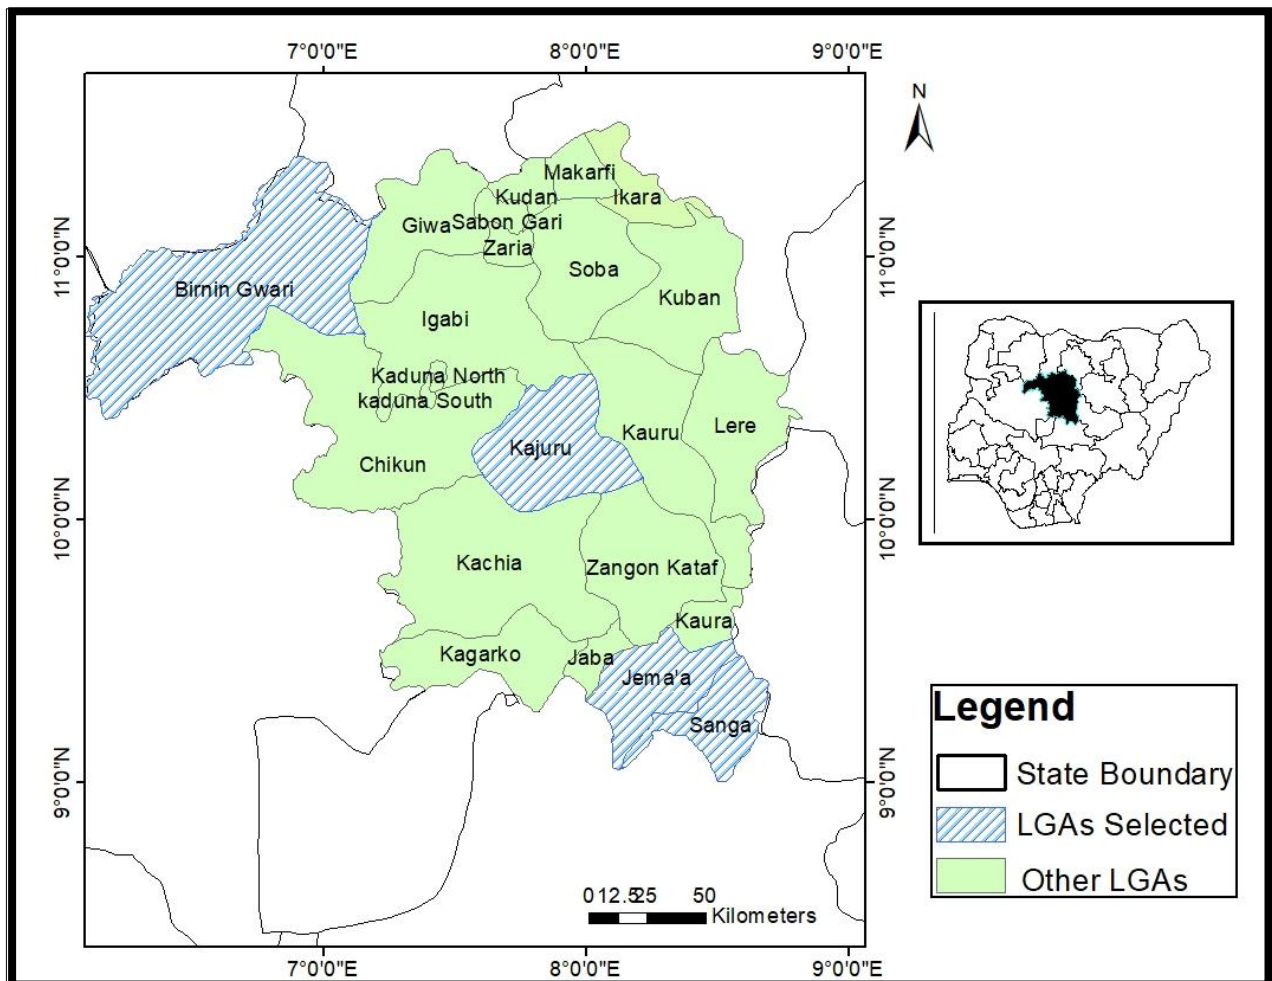 7°0'0"E 8°0'0"E 9°0'0"E
N
Makarfi
Kudan Ikara
Giwa Sabon Gari
Zaria
11°0'0"N 11°0'0"N
Soba
Birnin Gwari
Kuban
Igabi
Kaduna North
kaduna South
Kauru Lere
Kajuru
Chikun
10°0'0"N 10°0'0"N
Kachia Zangon Kataf
Kaura
Kagarko Jaba
Jema'a
Sanga
9°0'0"N 9°0'0"N
Legend
State Boundary
LGAs Selected
Other LGAs
0 12.5 25 50
Kilometers
7°0'0"E 8°0'0"E 9°0'0"E